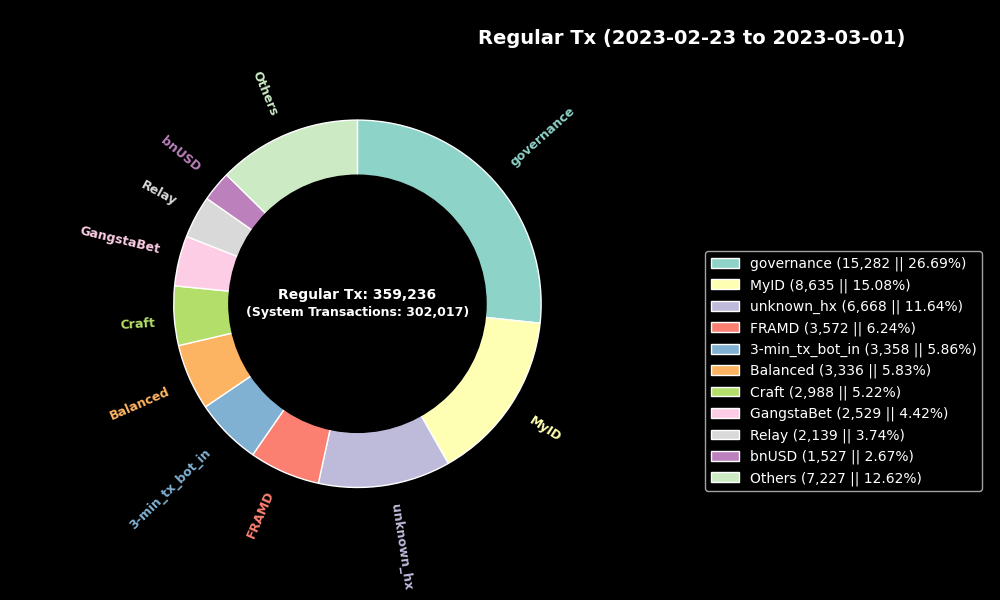 Regular Tx (2023-02-23 to 2023-03-01)
Others
governance
bnUSD
Relay
GangstaBet
Craft
Balanced
3-min_tx_bot_in
FRAMD
unknown_hx
MyID
Regular Tx: 359,236
(System Transactions: 302,017)
governance (15,282 || 26.69%)
MyID (8,635 || 15.08%)
unknown_hx (6,668 || 11.64%)
FRAMD (3,572 || 6.24%)
3-min_tx_bot_in (3,358 || 5.86%)
Balanced (3,336 || 5.83%)
Craft (2,988 || 5.22%)
GangstaBet (2,529 || 4.42%)
Relay (2,139 || 3.74%)
bnUSD (1,527 || 2.67%)
Others (7,227 || 12.62%)